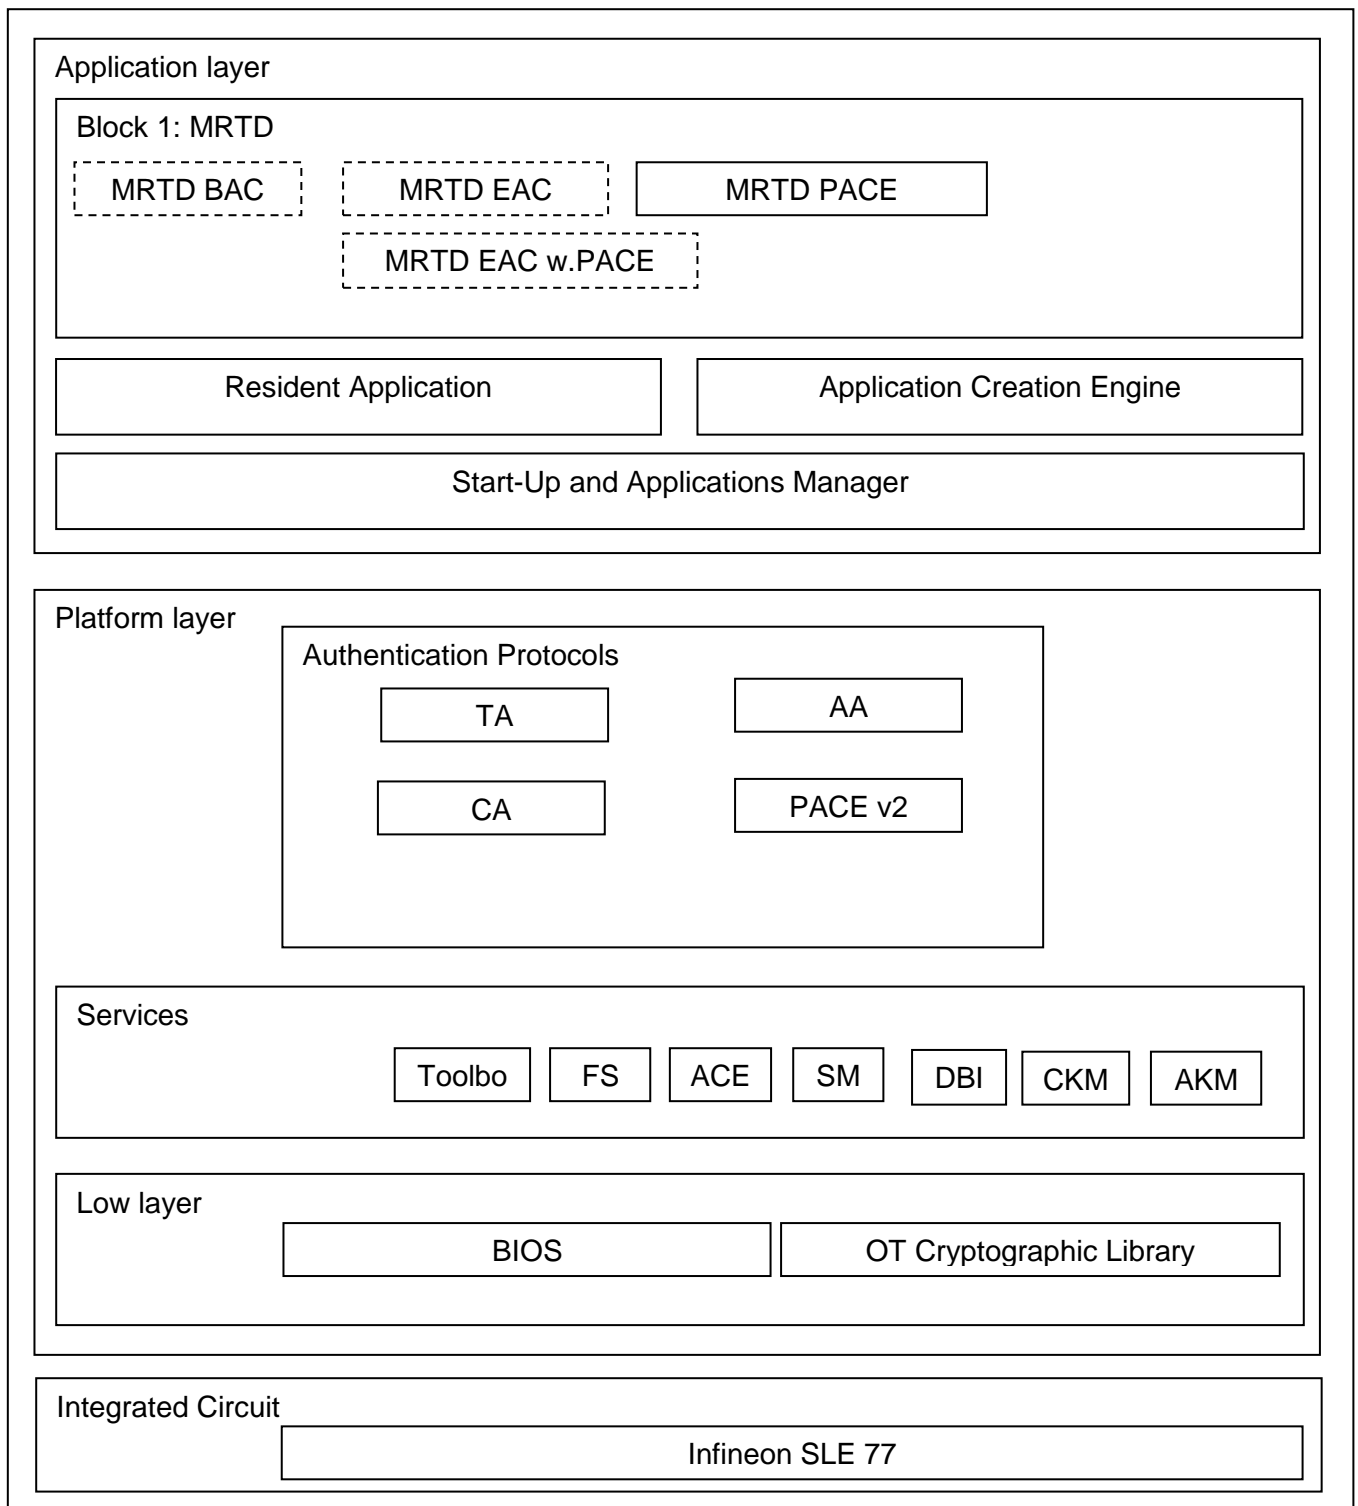 Application layer
Block 1: MRTD
MRTD BAC
MRTD EAC
MRTD PACE
MRTD EAC w.PACE
Resident Application
Application Creation Engine
Start-Up and Applications Manager
Platform layer
Authentication Protocols
TA
AA
CA
PACE v2
Services
Toolbo
FS
ACE
SM
DBI
CKM
AKM
Low layer
BIOS
OT Cryptographic Library
Integrated Circuit
Infineon SLE 77